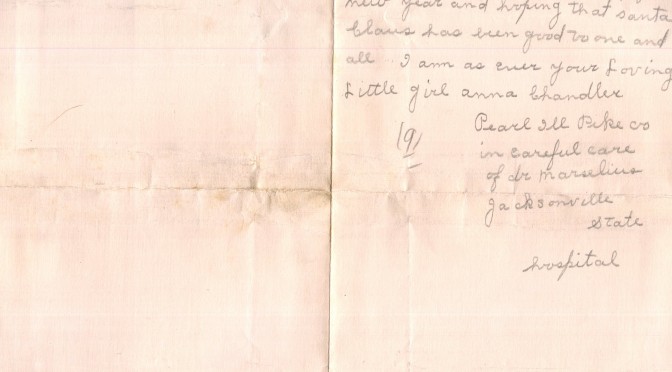 new year and hoping that santa
Claus has been good to one and
all I am as ever your Loving
Little girl anna Chandler
Pearl Ill Pike co
19
in careful care
of dr marselius
Jacksonville
State
hospital